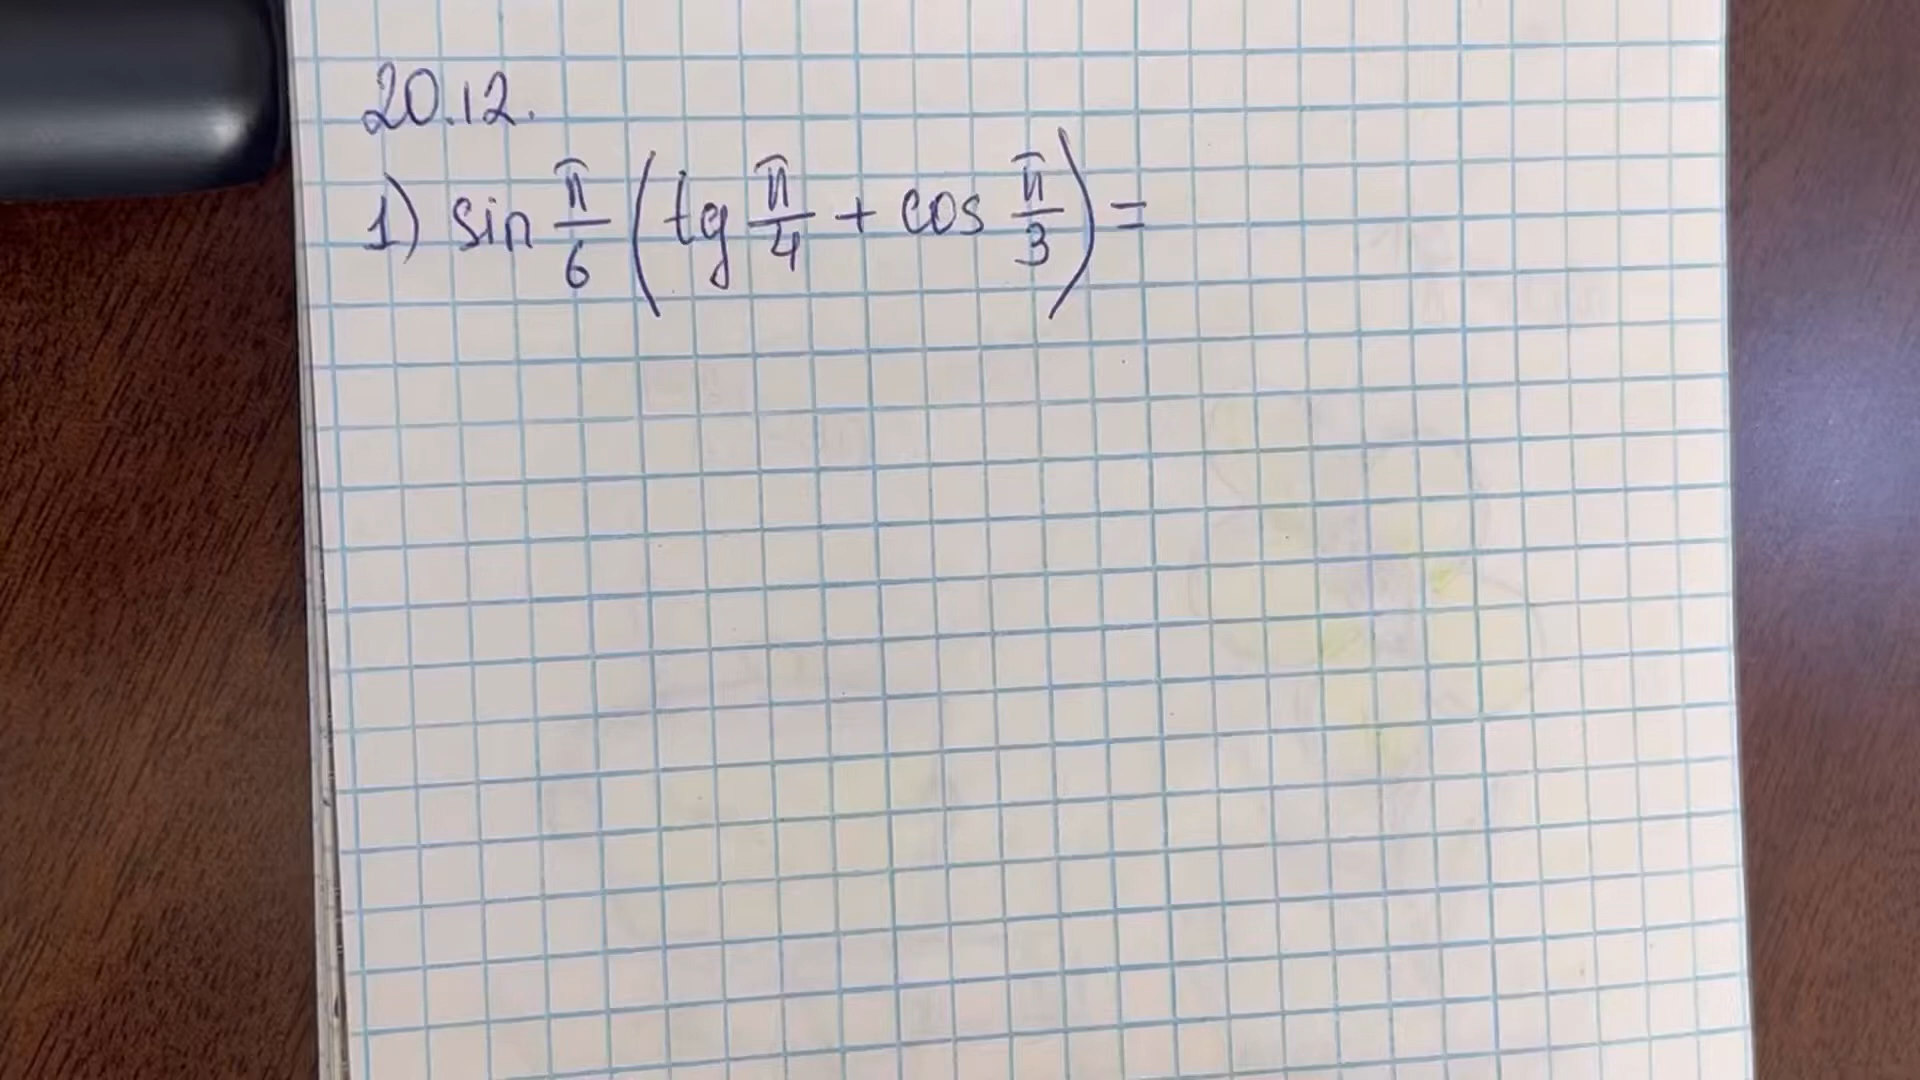 20.12.
1) sin π/6 (tg π/4 + cos π/3) =